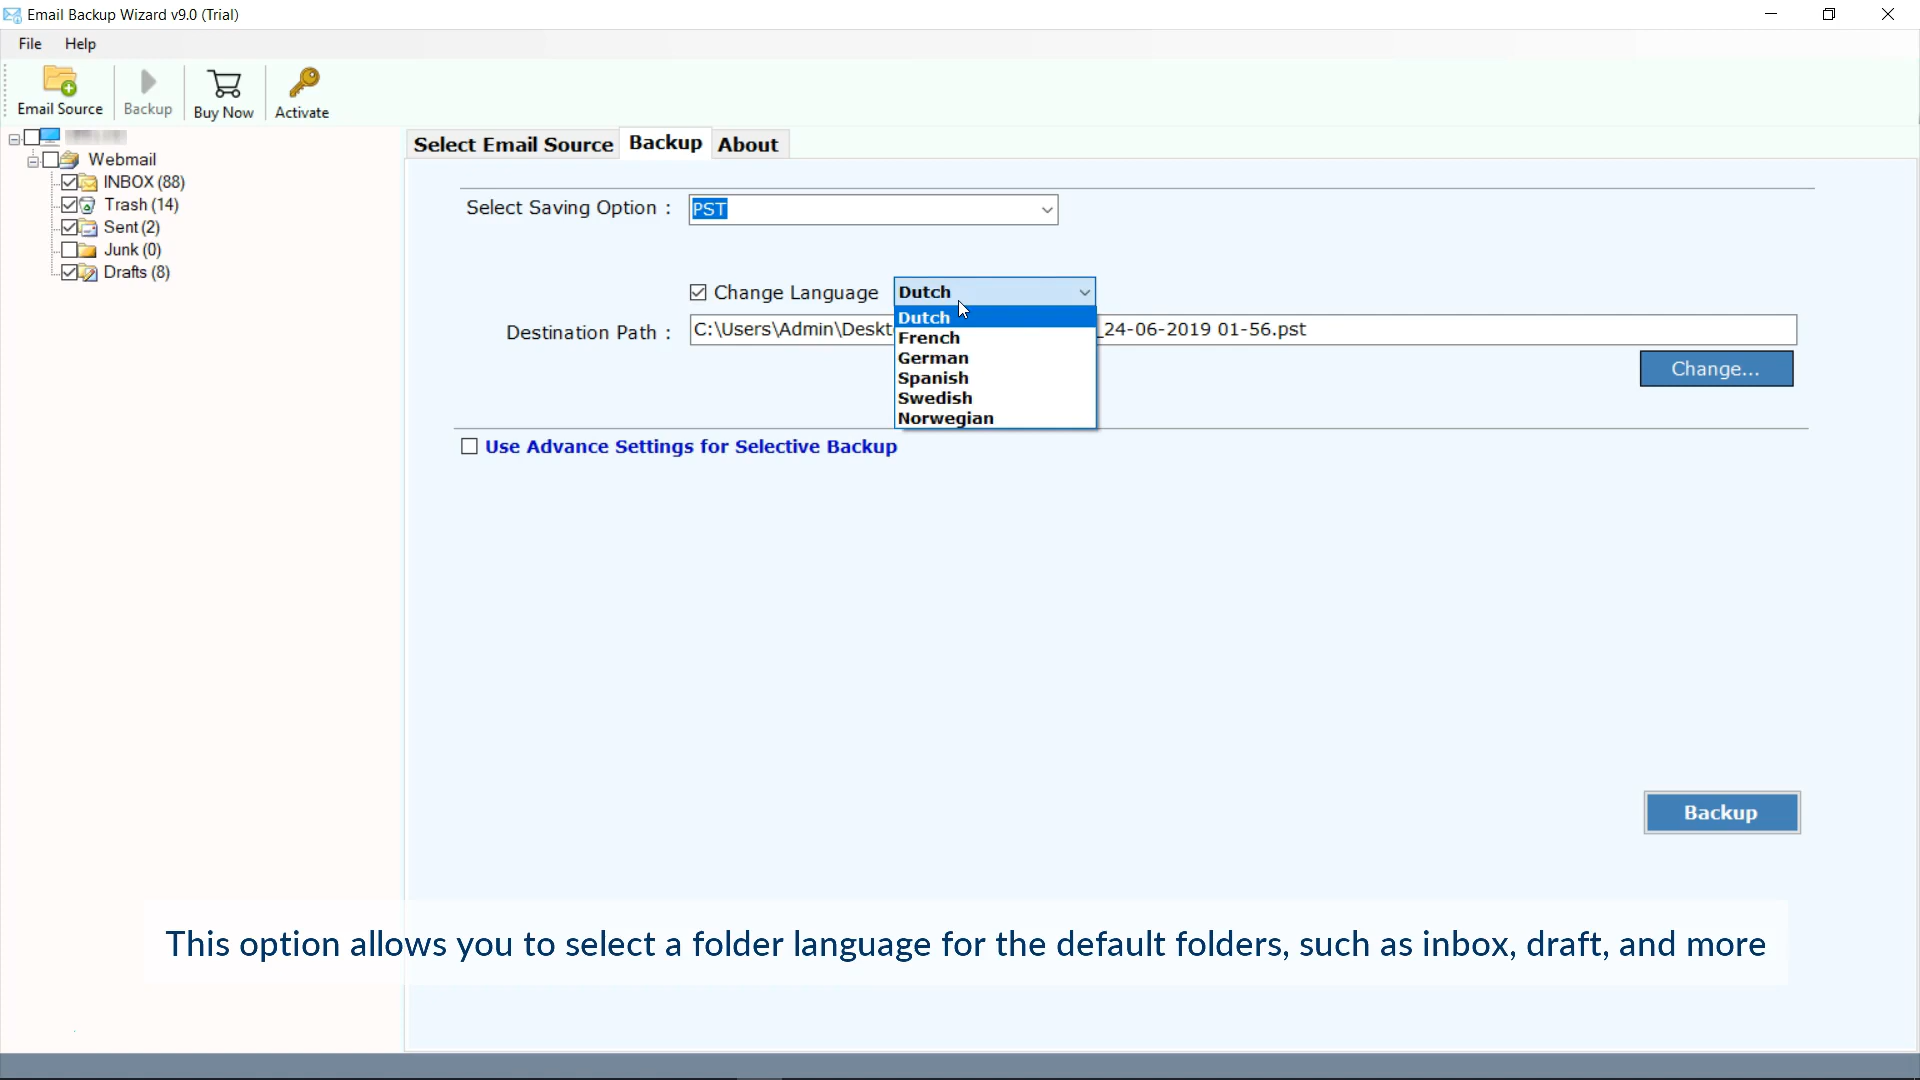 Email Backup Wizard v9.0 (Trial)
File Help
Email Source Backup Buy Now Activate
Webmail
INBOX (88)
Trash (14)
Sent (2)
Junk (0)
Drafts (8)
Select Email Source Backup About
Select Saving Option : PST
Change Language Dutch
Dutch
French
German
Spanish
Swedish
Norwegian
Destination Path : C:\Users\Admin\Deskt _24-06-2019 01-56.pst
Change...
Use Advance Settings for Selective Backup
Backup
This option allows you to select a folder language for the default folders, such as inbox, draft, and more